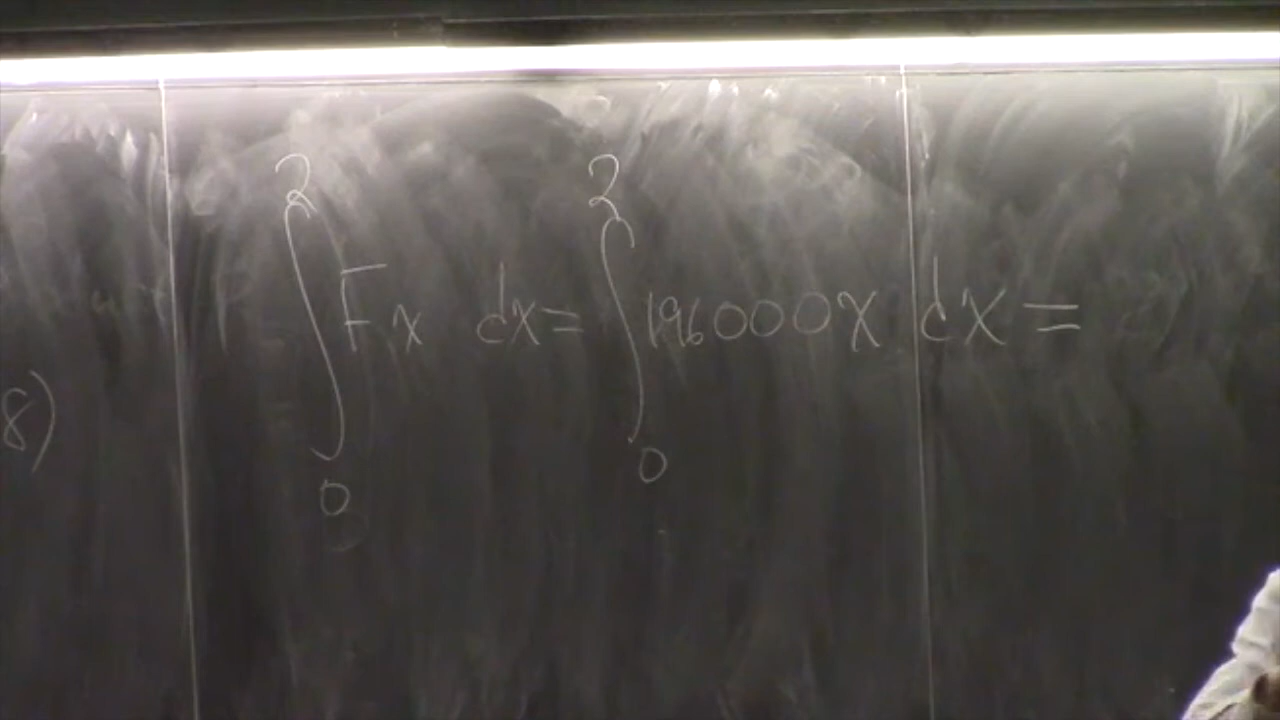 8)
∫₀² Fx dx = ∫₀² 196000x dx =